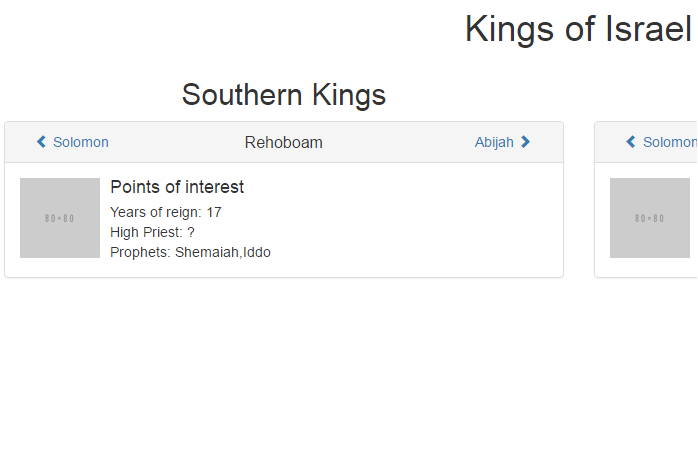 Kings of Israel
Southern Kings
Solomon Rehoboam Abijah
80×80
Points of interest
Years of reign: 17
High Priest: ?
Prophets: Shemaiah,Iddo
Solomon
80×80